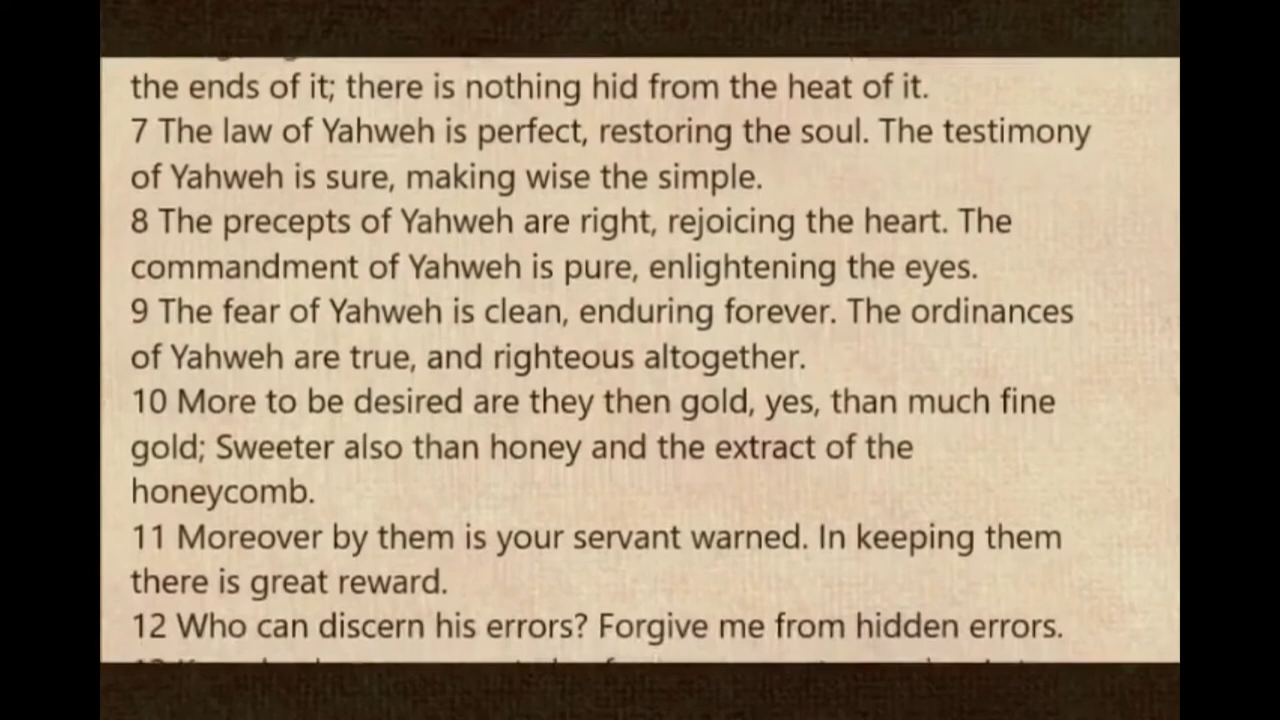 the ends of it; there is nothing hid from the heat of it.
7 The law of Yahweh is perfect, restoring the soul. The testimony
of Yahweh is sure, making wise the simple.
8 The precepts of Yahweh are right, rejoicing the heart. The
commandment of Yahweh is pure, enlightening the eyes.
9 The fear of Yahweh is clean, enduring forever. The ordinances
of Yahweh are true, and righteous altogether.
10 More to be desired are they then gold, yes, than much fine
gold; Sweeter also than honey and the extract of the
honeycomb.
11 Moreover by them is your servant warned. In keeping them
there is great reward.
12 Who can discern his errors? Forgive me from hidden errors.